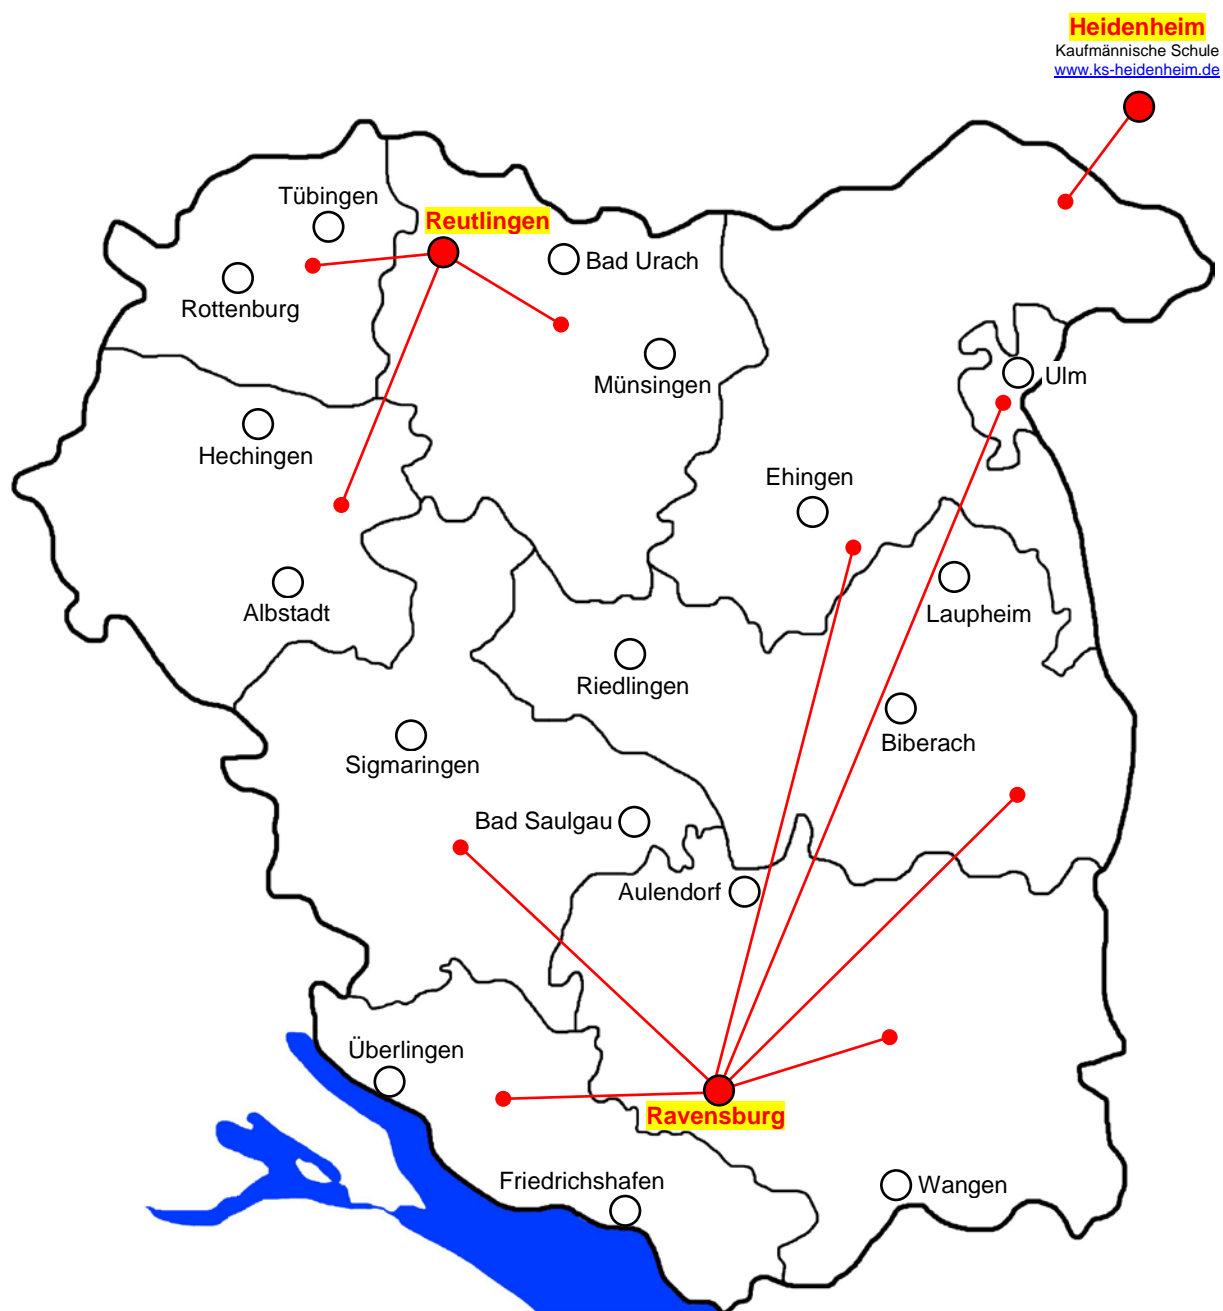 Heidenheim
Kaufmännische Schule
www.ks-heidenheim.de
Tübingen
Reutlingen
Bad Urach
Rottenburg
Münsingen
Ulm
Hechingen
Ehingen
Albstadt
Laupheim
Riedlingen
Sigmaringen
Biberach
Bad Saulgau
Aulendorf
Überlingen
Ravensburg
Friedrichshafen
Wangen